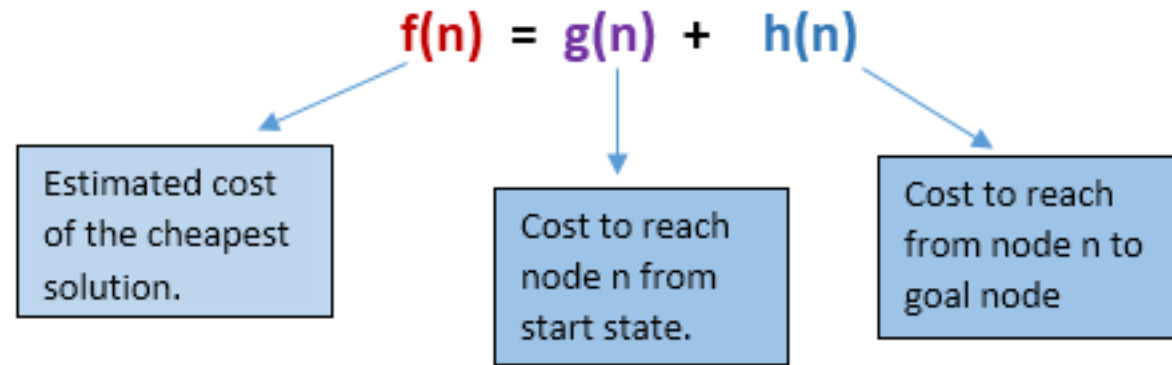 f(n) = g(n) + h(n)
Estimated cost
of the cheapest
solution.
Cost to reach
node n from
start state.
Cost to reach
from node n to
goal node